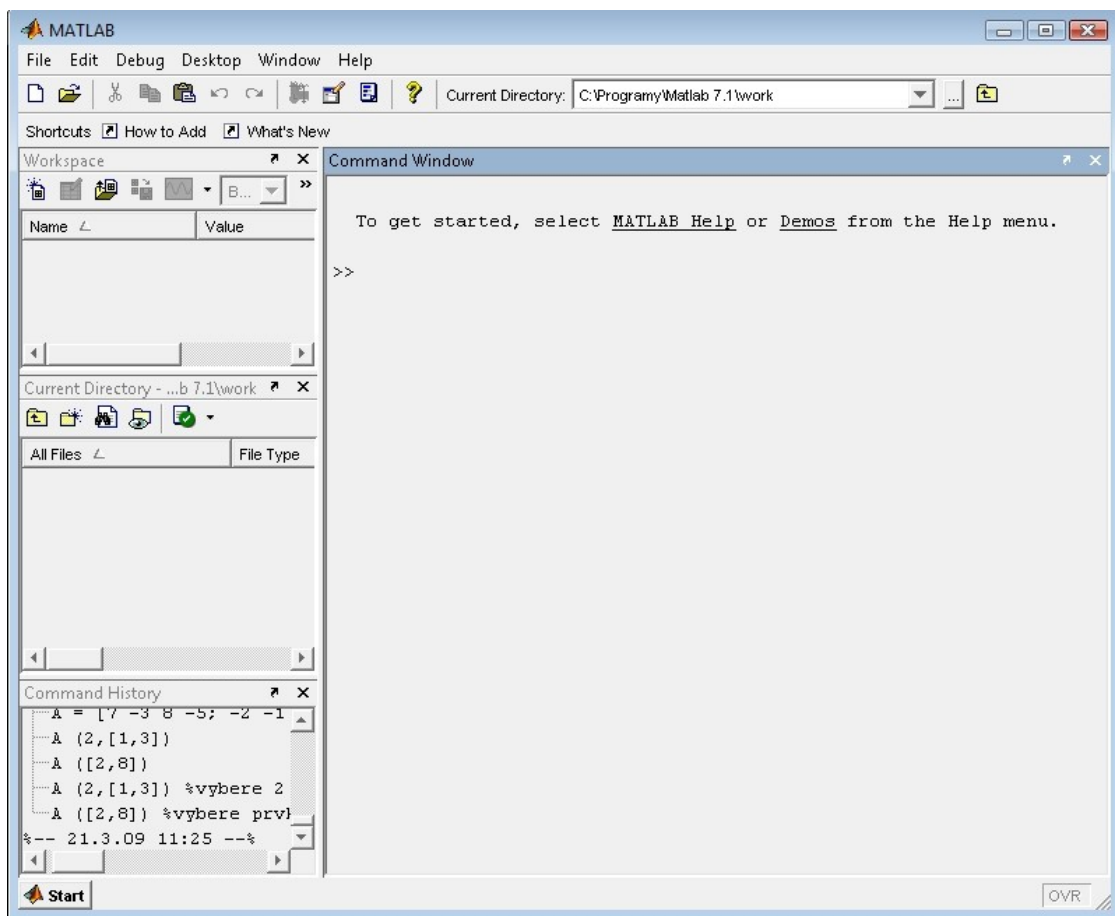 MATLAB
File Edit Debug Desktop Window Help
Current Directory: C:\Programy\Matlab 7.1\work ...
Shortcuts How to Add What's New
Workspace
B... »
Name Value
Current Directory - ...b 7.1\work
All Files File Type
Command History
A = [7 -3 8 -5; -2 -1
A (2,[1,3])
A ([2,8])
A (2,[1,3]) %vybere 2
A ([2,8]) %vybere
%-- 21.3.09 11:25 --%
Command Window
To get started, select MATLAB Help or Demos from the Help menu.
>>
Start
OVR